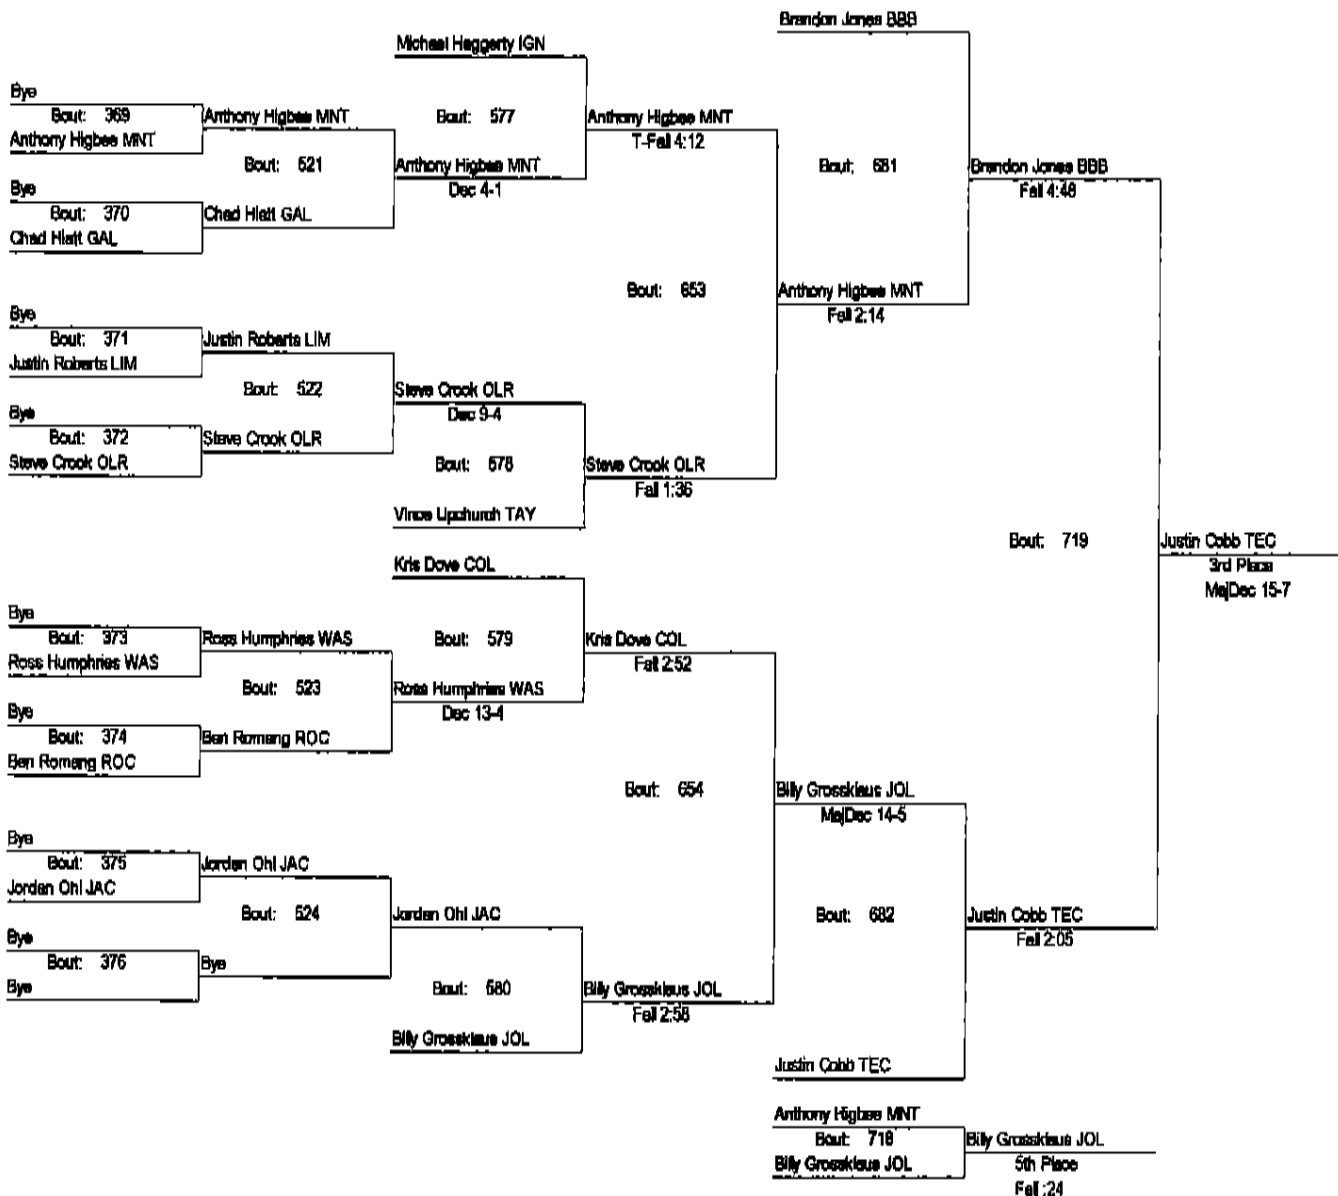 Brandon Jones BBB
Michael Heggerty IGN
Bye
Bout: 369
Anthony Higbee MNT
Anthony Higbee MNT
Bout: 577
Anthony Higbee MNT
T-Fall 4:12
Bout: 521
Anthony Higbee MNT
Dec 4-1
Bout: 681
Brandon Jones BBB
Fall 4:48
Bye
Bout: 370
Chad Hiatt GAL
Chad Hiatt GAL
Bout: 653
Anthony Higbee MNT
Fall 2:14
Bye
Bout: 371
Justin Roberts LIM
Justin Roberts LIM
Bout: 522
Steve Crook OLR
Dec 9-4
Bye
Bout: 372
Steve Crook OLR
Steve Crook OLR
Bout: 578
Steve Crook OLR
Fall 1:36
Vince Upchurch TAY
Bout: 719
Justin Cobb TEC
3rd Place
MajDec 15-7
Kris Dove COL
Bye
Bout: 373
Ross Humphries WAS
Ross Humphries WAS
Bout: 579
Kris Dove COL
Fall 2:52
Bout: 523
Ross Humphries WAS
Dec 13-4
Bye
Bout: 374
Ben Romang ROC
Ben Romang ROC
Bout: 654
Billy Grossklaus JOL
MajDec 14-5
Bye
Bout: 375
Jordan Ohl JAC
Jordan Ohl JAC
Bout: 524
Jordan Ohl JAC
Bout: 682
Justin Cobb TEC
Fall 2:05
Bye
Bout: 376
Bye
Bye
Bout: 580
Billy Grossklaus JOL
Fall 2:58
Billy Grossklaus JOL
Justin Cobb TEC
Anthony Higbee MNT
Bout: 718
Billy Grossklaus JOL
Billy Grossklaus JOL
5th Place
Fall :24